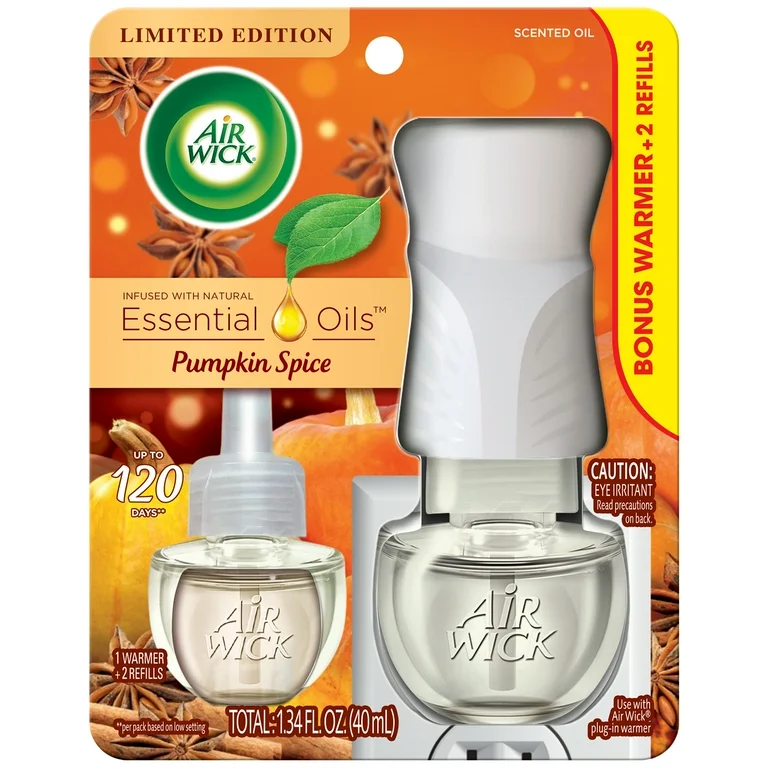 LIMITED EDITION
SCENTED OIL
AIR
WICK®
BONUS WARMER+2 REFILLS
INFUSED WITH NATURAL
Essential Oils™
Pumpkin Spice
UP TO
120
DAYS**
CAUTION:
EYE IRRITANT
Read precautions
on back.
AIR
WICK
AIR
WICK
1 WARMER
+2 REFILLS
**per pack based on low setting
TOTAL: 1.34 FL. OZ. (40 mL)
Use with
Air Wick®
plug-in warmer